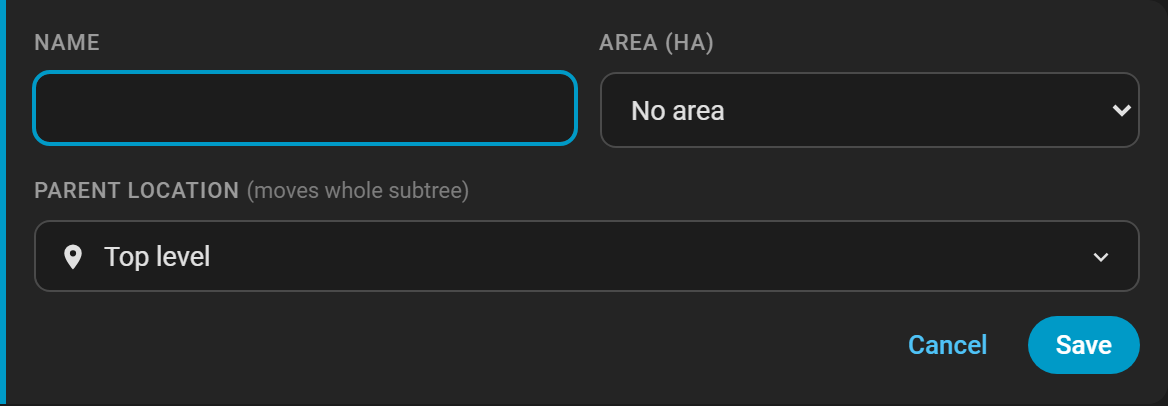 NAME
AREA (HA)
No area
PARENT LOCATION (moves whole subtree)
Top level
Cancel
Save